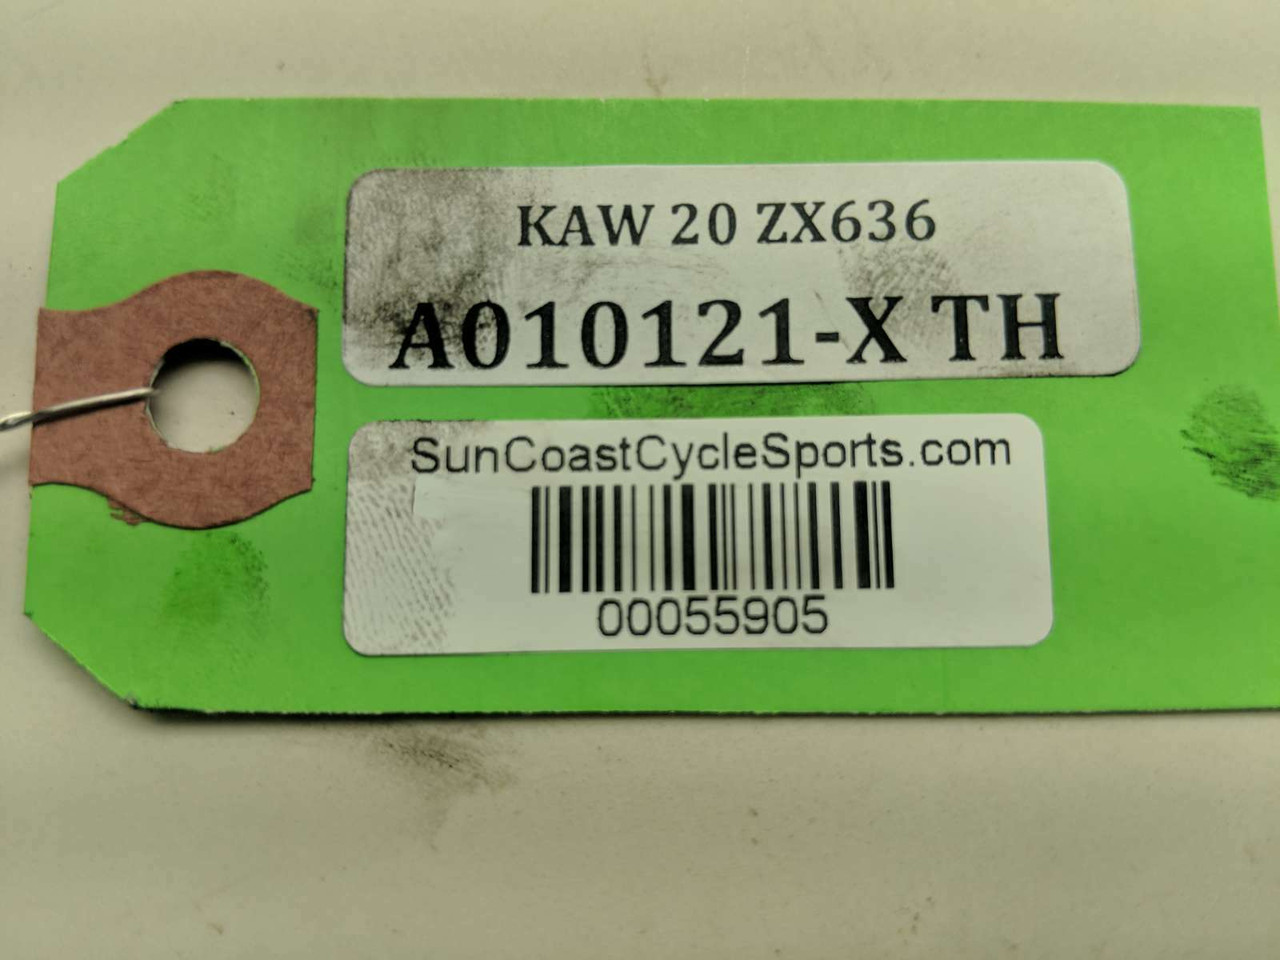 KAW 20 ZX636
A010121-X TH
SunCoastCycleSports.com
00055905